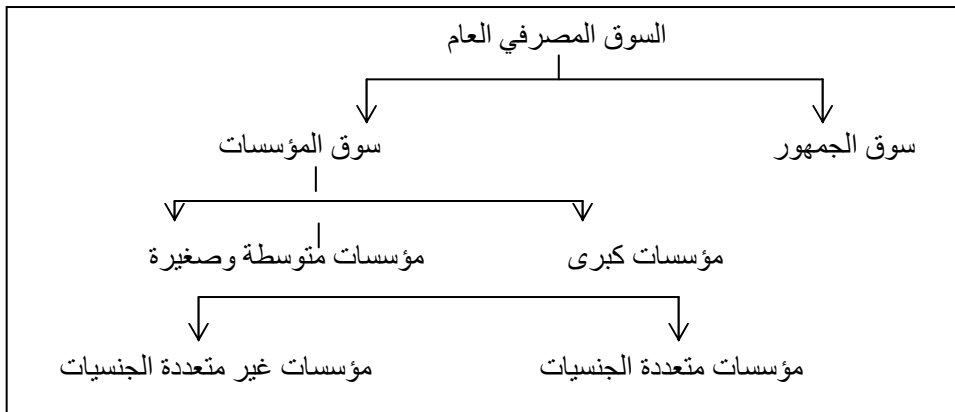 السوق المصرفي العام
سوق الجمهور
سوق المؤسسات
مؤسسات كبرى
مؤسسات متوسطة وصغيرة
مؤسسات متعددة الجنسيات
مؤسسات غير متعددة الجنسيات